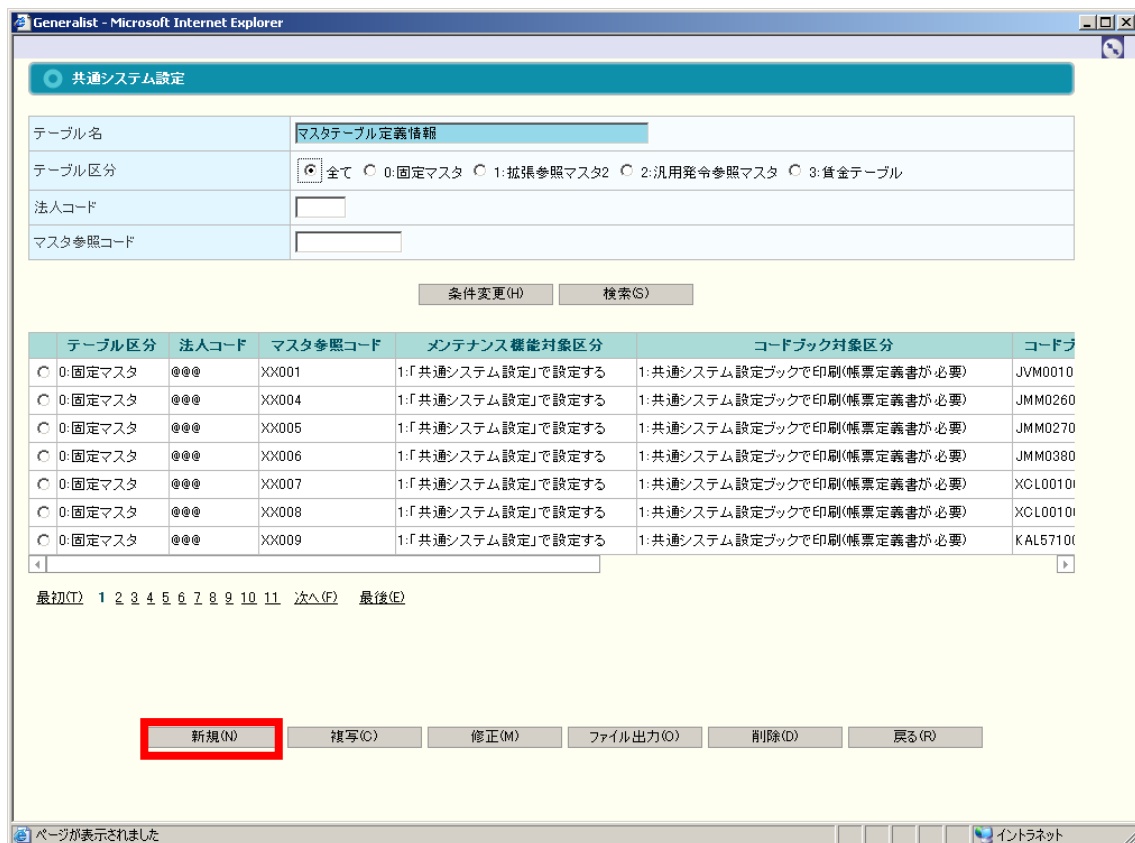 Generalist - Microsoft Internet Explorer
共通システム設定
テーブル名 マスタテーブル定義情報
テーブル区分 全て 0:固定マスタ 1:拡張参照マスタ2 2:汎用発令参照マスタ 3:賃金テーブル
法人コード
マスタ参照コード
条件変更(H) 検索(S)
テーブル区分 法人コード マスタ参照コード メンテナンス機能対象区分 コードブック対象区分 コードブ
0:固定マスタ @@@ XX001 1:「共通システム設定」で設定する 1:共通システム設定ブックで印刷(帳票定義書が必要) JVM0010
0:固定マスタ @@@ XX004 1:「共通システム設定」で設定する 1:共通システム設定ブックで印刷(帳票定義書が必要) JMM0260
0:固定マスタ @@@ XX005 1:「共通システム設定」で設定する 1:共通システム設定ブックで印刷(帳票定義書が必要) JMM0270
0:固定マスタ @@@ XX006 1:「共通システム設定」で設定する 1:共通システム設定ブックで印刷(帳票定義書が必要) JMM0380
0:固定マスタ @@@ XX007 1:「共通システム設定」で設定する 1:共通システム設定ブックで印刷(帳票定義書が必要) XCL0010
0:固定マスタ @@@ XX008 1:「共通システム設定」で設定する 1:共通システム設定ブックで印刷(帳票定義書が必要) XCL0010
0:固定マスタ @@@ XX009 1:「共通システム設定」で設定する 1:共通システム設定ブックで印刷(帳票定義書が必要) KAL5710
最初(T) 1 2 3 4 5 6 7 8 9 10 11 次へ(F) 最後(E)
新規(N) 複写(C) 修正(M) ファイル出力(O) 削除(D) 戻る(R)
ページが表示されました イントラネット